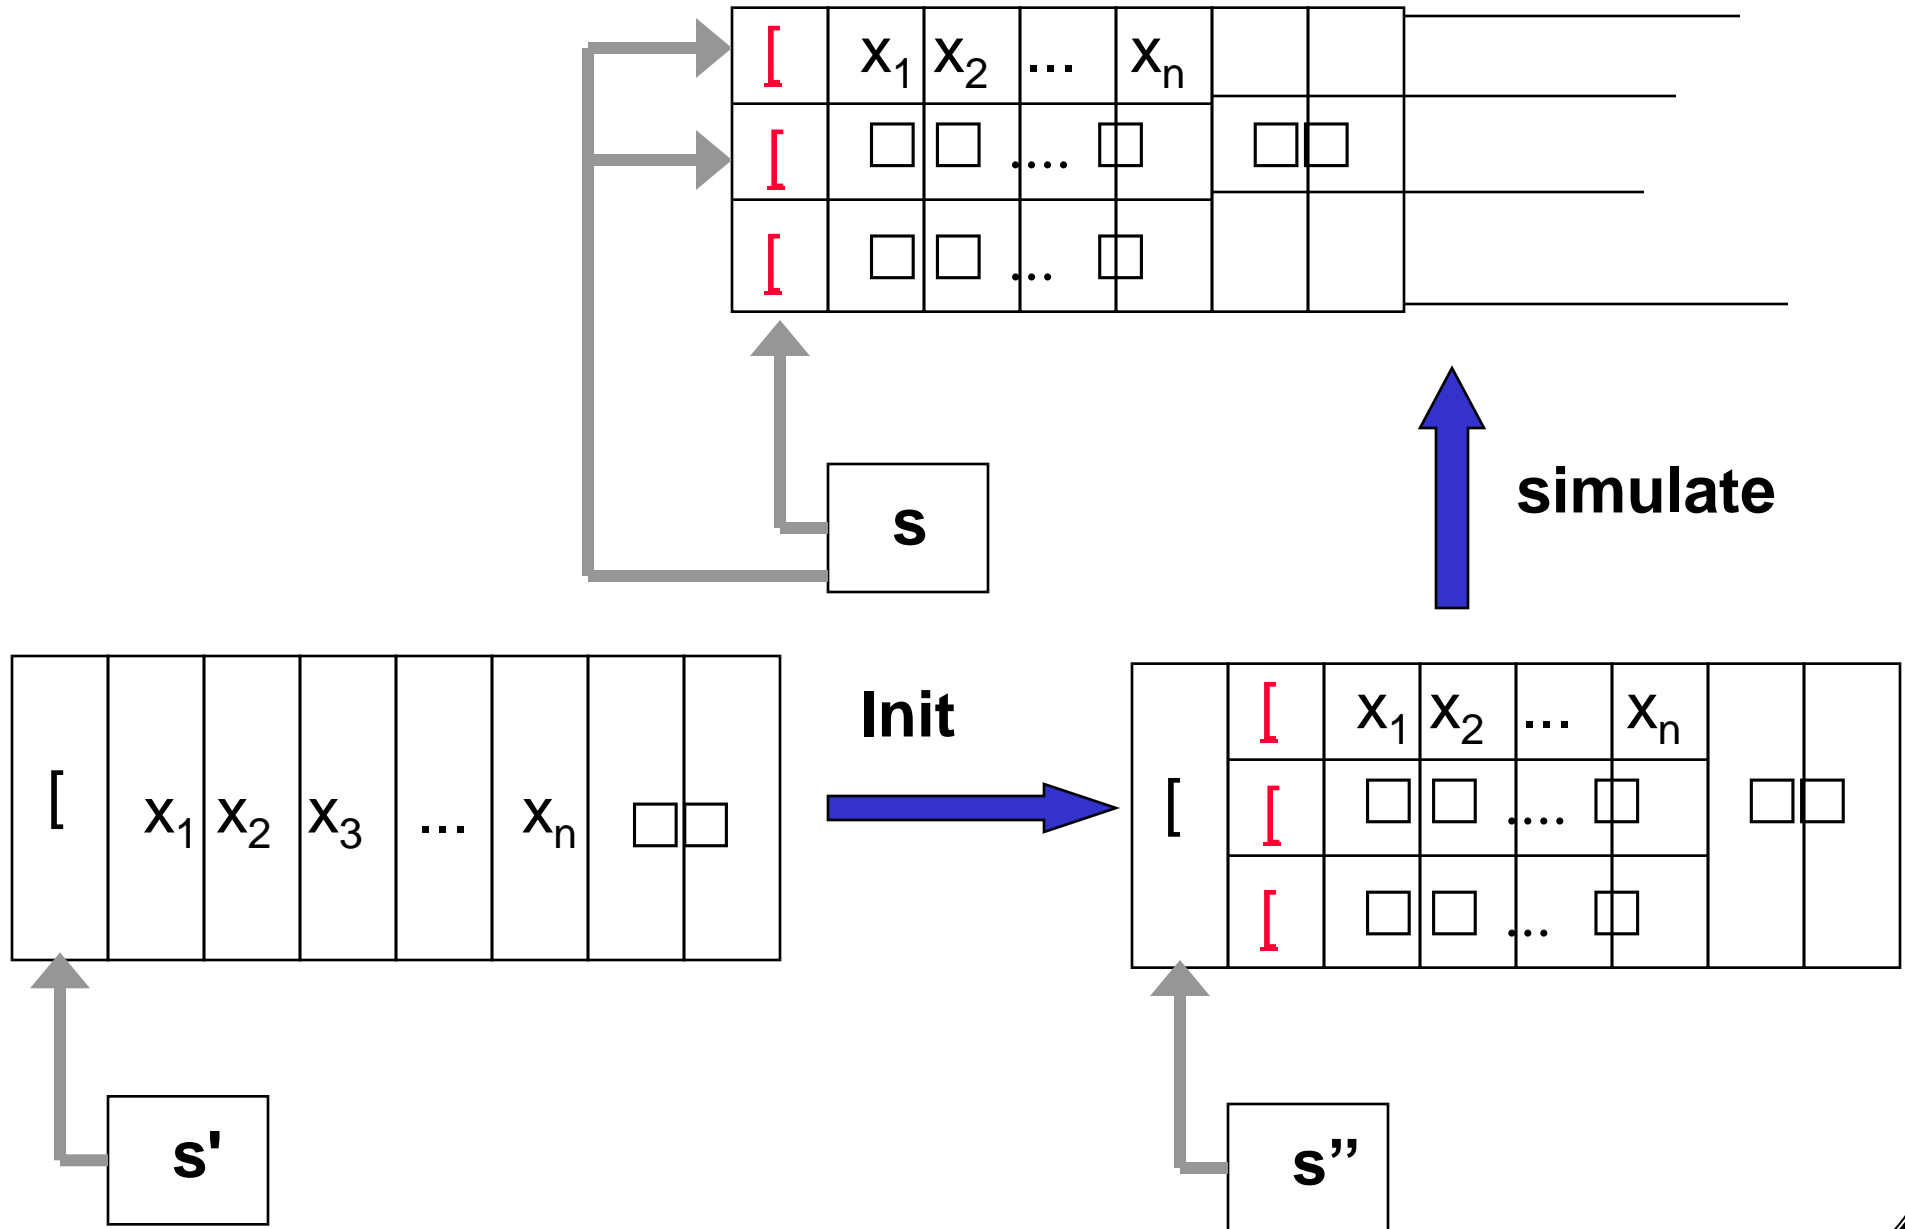 [ x₁ x₂ ... xₙ
[ □ □ .... □ □ □
[ □ □ ... □
s
simulate
Init
[ x₁ x₂ x₃ ... xₙ □ □
[ x₁ x₂ ... xₙ
[ [ □ □ .... □ □ □
[ □ □ ... □
s'
s”